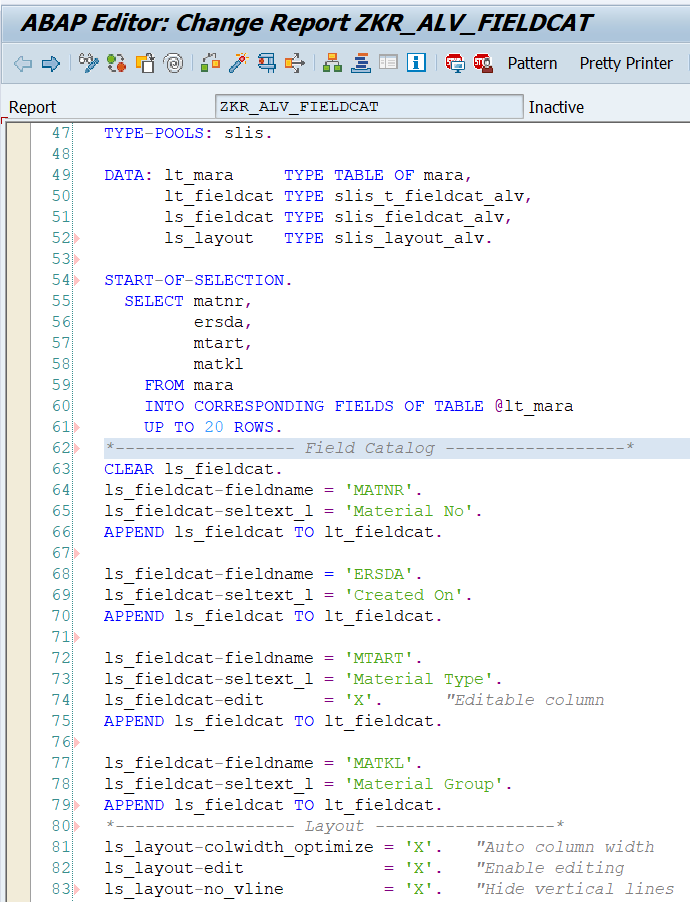 ABAP Editor: Change Report ZKR_ALV_FIELDCAT
Pattern Pretty Printer
Report ZKR_ALV_FIELDCAT Inactive
47 TYPE-POOLS: slis.
48
49 DATA: lt_mara     TYPE TABLE OF mara,
50       lt_fieldcat TYPE slis_t_fieldcat_alv,
51       ls_fieldcat TYPE slis_fieldcat_alv,
52       ls_layout   TYPE slis_layout_alv.
53
54 START-OF-SELECTION.
55   SELECT matnr,
56          ersda,
57          mtart,
58          matkl
59     FROM mara
60     INTO CORRESPONDING FIELDS OF TABLE @lt_mara
61     UP TO 20 ROWS.
62 *------------------ Field Catalog ------------------*
63 CLEAR ls_fieldcat.
64 ls_fieldcat-fieldname = 'MATNR'.
65 ls_fieldcat-seltext_l = 'Material No'.
66 APPEND ls_fieldcat TO lt_fieldcat.
67
68 ls_fieldcat-fieldname = 'ERSDA'.
69 ls_fieldcat-seltext_l = 'Created On'.
70 APPEND ls_fieldcat TO lt_fieldcat.
71
72 ls_fieldcat-fieldname = 'MTART'.
73 ls_fieldcat-seltext_l = 'Material Type'.
74 ls_fieldcat-edit      = 'X'.      "Editable column
75 APPEND ls_fieldcat TO lt_fieldcat.
76
77 ls_fieldcat-fieldname = 'MATKL'.
78 ls_fieldcat-seltext_l = 'Material Group'.
79 APPEND ls_fieldcat TO lt_fieldcat.
80 *------------------ Layout ------------------*
81 ls_layout-colwidth_optimize = 'X'.   "Auto column width
82 ls_layout-edit              = 'X'.   "Enable editing
83 ls_layout-no_vline          = 'X'.   "Hide vertical lines